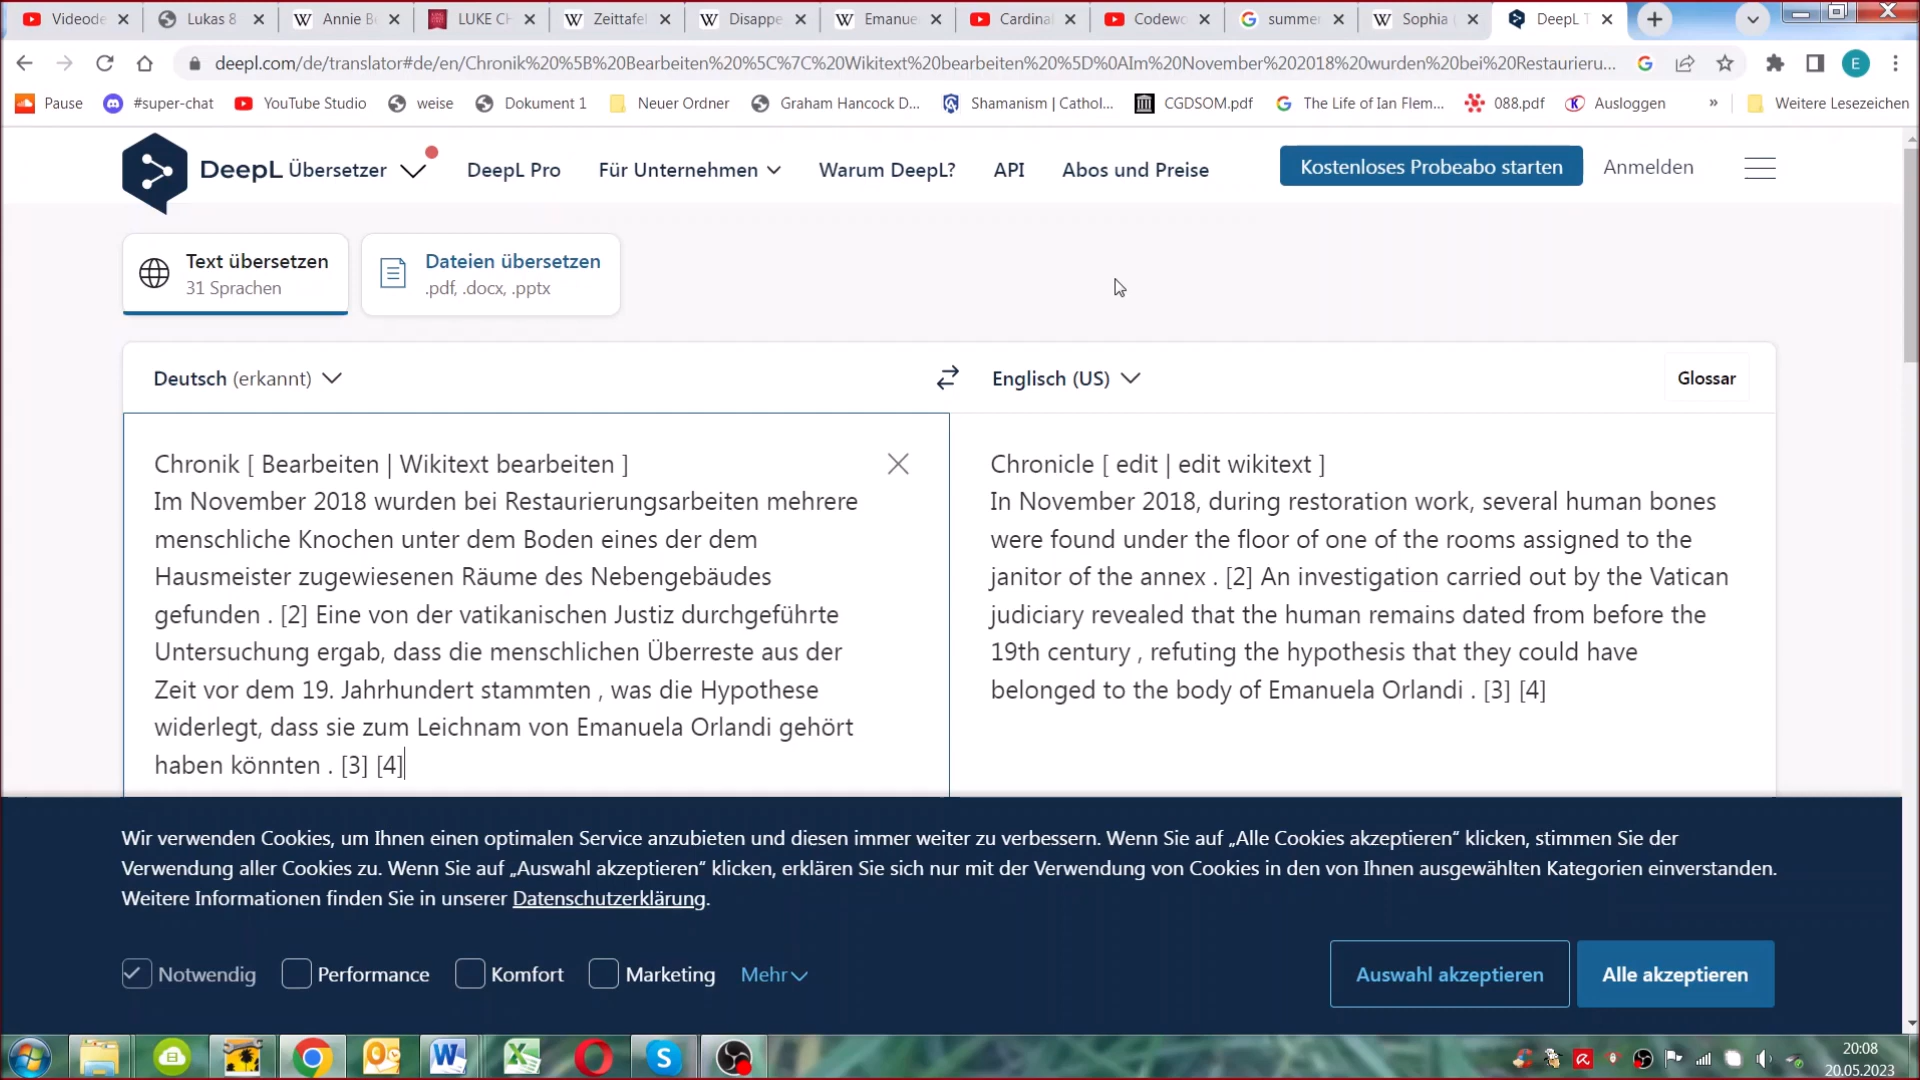 Videode
Lukas 8
Annie B
LUKE CH
Zeittafel
Disappe
Emanue
Cardinal
Codewo
summer
Sophia (
DeepL T
deepl.com/de/translator#de/en/Chronik%20%5B%20Bearbeiten%20%5C%7C%20Wikitext%20bearbeiten%20%5D%0AIm%20November%202018%20wurden%20bei%20Restaurieru...
E
Pause
#super-chat
YouTube Studio
weise
Dokument 1
Neuer Ordner
Graham Hancock D...
Shamanism | Cathol...
CGDSOM.pdf
The Life of Ian Flem...
088.pdf
Ausloggen
»
Weitere Lesezeichen
DeepL Übersetzer
DeepL Pro
Für Unternehmen
Warum DeepL?
API
Abos und Preise
Kostenloses Probeabo starten
Anmelden
Text übersetzen
31 Sprachen
Dateien übersetzen
.pdf, .docx, .pptx
Deutsch (erkannt)
Englisch (US)
Glossar
Chronik [ Bearbeiten | Wikitext bearbeiten ]
Im November 2018 wurden bei Restaurierungsarbeiten mehrere
menschliche Knochen unter dem Boden eines der dem
Hausmeister zugewiesenen Räume des Nebengebäudes
gefunden . [2] Eine von der vatikanischen Justiz durchgeführte
Untersuchung ergab, dass die menschlichen Überreste aus der
Zeit vor dem 19. Jahrhundert stammten , was die Hypothese
widerlegt, dass sie zum Leichnam von Emanuela Orlandi gehört
haben könnten . [3] [4]
Chronicle [ edit | edit wikitext ]
In November 2018, during restoration work, several human bones
were found under the floor of one of the rooms assigned to the
janitor of the annex . [2] An investigation carried out by the Vatican
judiciary revealed that the human remains dated from before the
19th century , refuting the hypothesis that they could have
belonged to the body of Emanuela Orlandi . [3] [4]
Wir verwenden Cookies, um Ihnen einen optimalen Service anzubieten und diesen immer weiter zu verbessern. Wenn Sie auf „Alle Cookies akzeptieren“ klicken, stimmen Sie der
Verwendung aller Cookies zu. Wenn Sie auf „Auswahl akzeptieren“ klicken, erklären Sie sich nur mit der Verwendung von Cookies in den von Ihnen ausgewählten Kategorien einverstanden.
Weitere Informationen finden Sie in unserer Datenschutzerklärung.
Notwendig
Performance
Komfort
Marketing
Mehr
Auswahl akzeptieren
Alle akzeptieren
20:08
20.05.2023